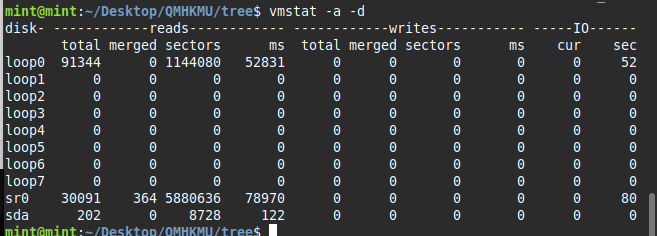 mint@mint:~/Desktop/QMHKMU/tree$ vmstat -a -d
disk- ------------reads------------ ------------writes----------- -----IO------
total merged sectors ms total merged sectors ms cur sec
loop0 91344 0 1144080 52831 0 0 0 0 0 52
loop1 0 0 0 0 0 0 0 0 0 0
loop2 0 0 0 0 0 0 0 0 0 0
loop3 0 0 0 0 0 0 0 0 0 0
loop4 0 0 0 0 0 0 0 0 0 0
loop5 0 0 0 0 0 0 0 0 0 0
loop6 0 0 0 0 0 0 0 0 0 0
loop7 0 0 0 0 0 0 0 0 0 0
sr0 30091 364 5880636 78970 0 0 0 0 0 80
sda 202 0 8728 122 0 0 0 0 0 0
mint@mint:~/Desktop/QMHKMU/tree$